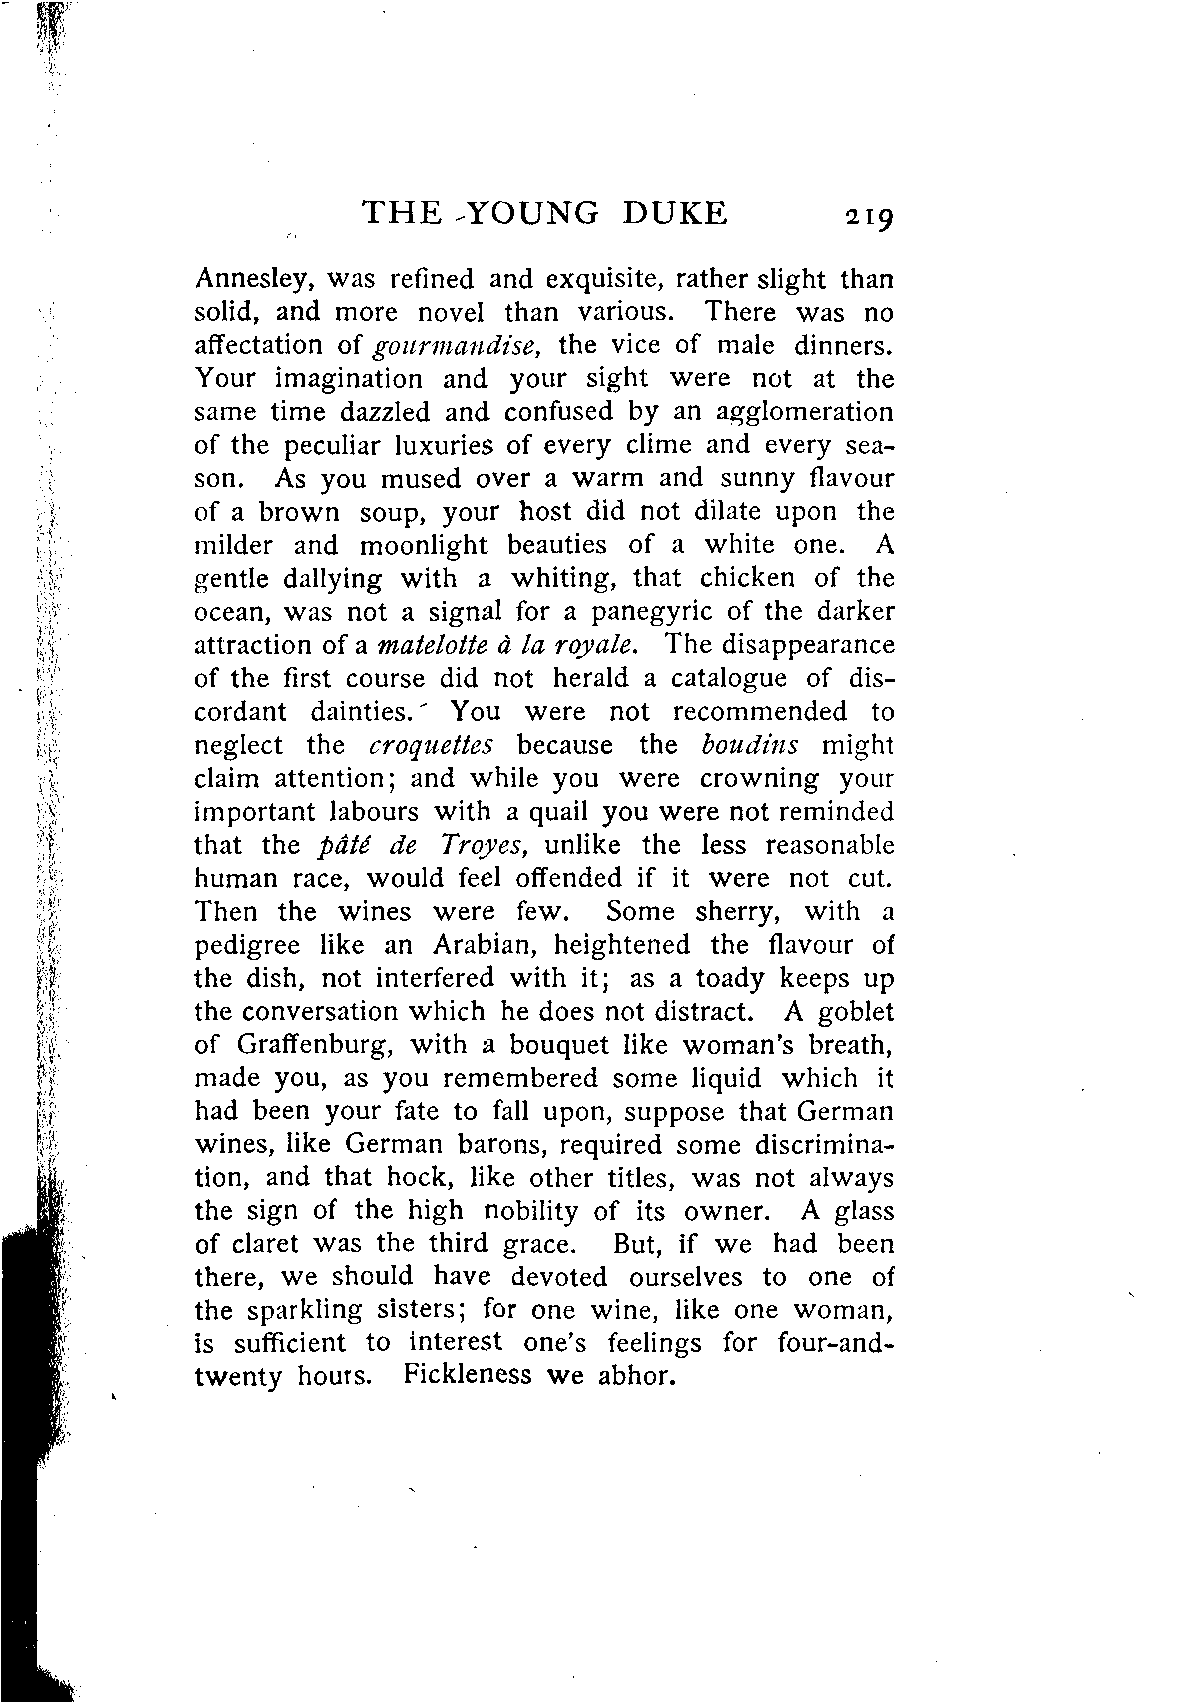 THE YOUNG DUKE 219
Annesley, was refined and exquisite, rather slight than
solid, and more novel than various. There was no
affectation of gourmandise, the vice of male dinners.
Your imagination and your sight were not at the
same time dazzled and confused by an agglomeration
of the peculiar luxuries of every clime and every sea-
son. As you mused over a warm and sunny flavour
of a brown soup, your host did not dilate upon the
milder and moonlight beauties of a white one. A
gentle dallying with a whiting, that chicken of the
ocean, was not a signal for a panegyric of the darker
attraction of a matelotte à la royale. The disappearance
of the first course did not herald a catalogue of dis-
cordant dainties. You were not recommended to
neglect the croquettes because the boudins might
claim attention; and while you were crowning your
important labours with a quail you were not reminded
that the pâté de Troyes, unlike the less reasonable
human race, would feel offended if it were not cut.
Then the wines were few. Some sherry, with a
pedigree like an Arabian, heightened the flavour of
the dish, not interfered with it; as a toady keeps up
the conversation which he does not distract. A goblet
of Graffenburg, with a bouquet like woman's breath,
made you, as you remembered some liquid which it
had been your fate to fall upon, suppose that German
wines, like German barons, required some discrimina-
tion, and that hock, like other titles, was not always
the sign of the high nobility of its owner. A glass
of claret was the third grace. But, if we had been
there, we should have devoted ourselves to one of
the sparkling sisters; for one wine, like one woman,
is sufficient to interest one's feelings for four-and-
twenty hours. Fickleness we abhor.